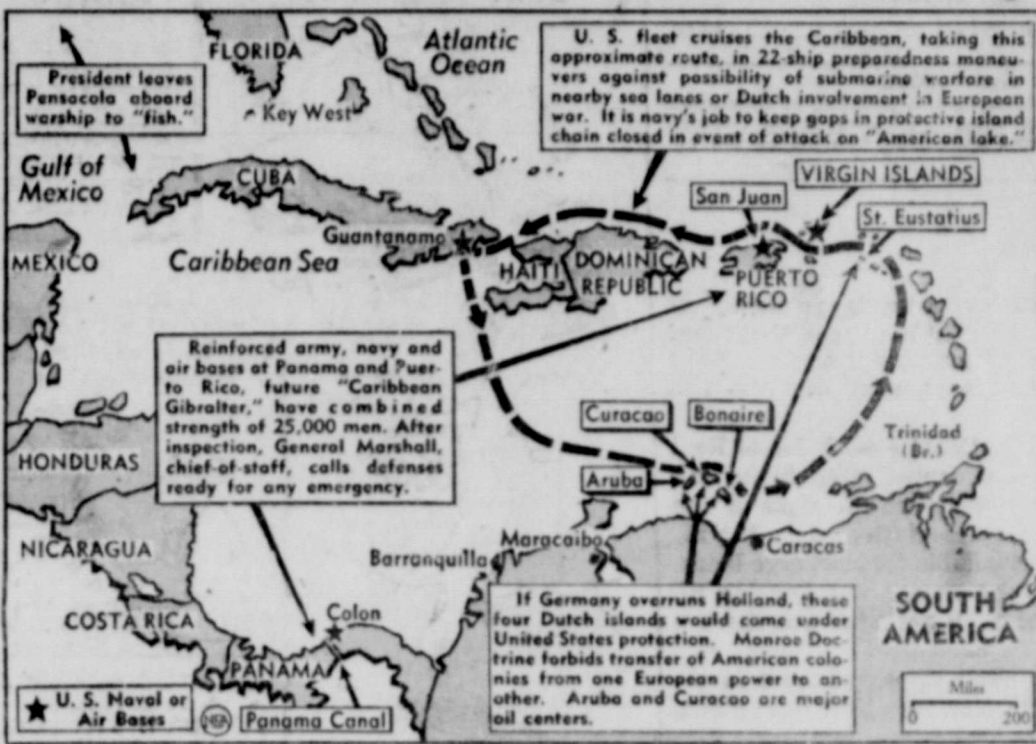 FLORIDA
Atlantic
Ocean
U. S. fleet cruises the Caribbean, taking this
approximate route, in 22-ship preparedness maneu-
vers against possibility of submarine warfare in
nearby sea lanes or Dutch involvement in European
war. It is navy's job to keep gaps in protective island
chain closed in event of attack on "American lake."
President leaves
Pensacola aboard
warship to "fish."
Key West
Gulf of
Mexico
CUBA
San Juan
VIRGIN ISLANDS
St. Eustatius
Guantanamo
MEXICO
Caribbean Sea
HAITI
DOMINICAN
REPUBLIC
PUERTO
RICO
Reinforced army, navy and
air bases at Panama and Puer-
to Rico, future "Caribbean
Gibralter," have combined
strength of 25,000 men. After
inspection, General Marshall,
chief-of-staff, calls defenses
ready for any emergency.
Curacao
Bonaire
Aruba
Trinidad
(Br.)
HONDURAS
NICARAGUA
Barranquilla
Maracaibo
Caracas
COSTA RICA
Colon
PANAMA
If Germany overruns Holland, these
four Dutch islands would come under
United States protection. Monroe Doc-
trine forbids transfer of American colo-
nies from one European power to an-
other. Aruba and Curacao are major
oil centers.
SOUTH
AMERICA
U. S. Naval or
Air Bases
NEA
Panama Canal
Miles
0 200